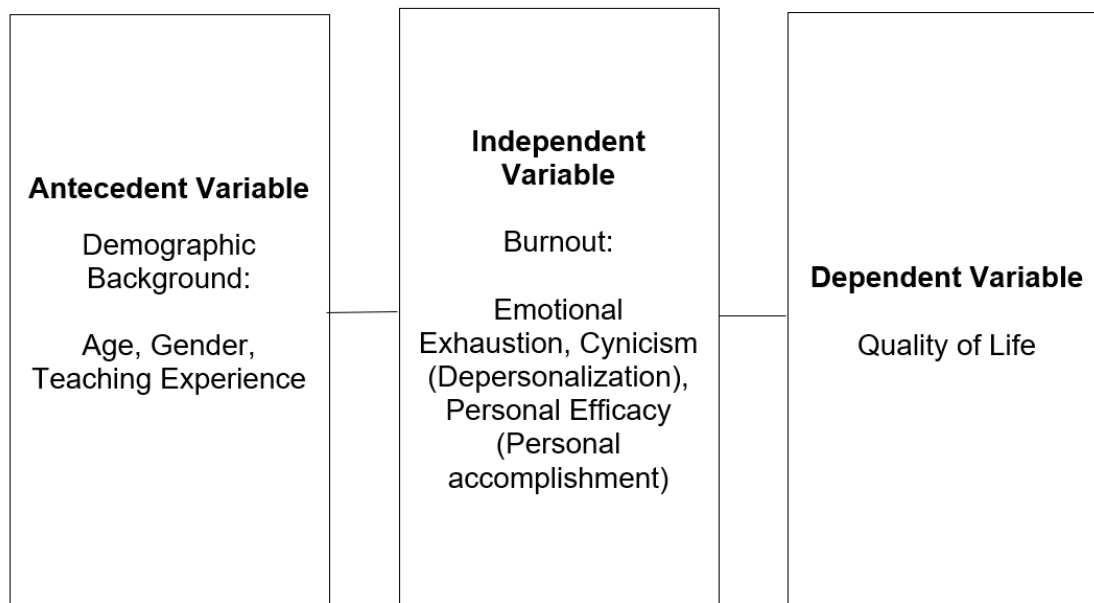 Antecedent Variable
Demographic
Background:
Age, Gender,
Teaching Experience
Independent
Variable
Burnout:
Emotional
Exhaustion, Cynicism
(Depersonalization),
Personal Efficacy
(Personal
accomplishment)
Dependent Variable
Quality of Life